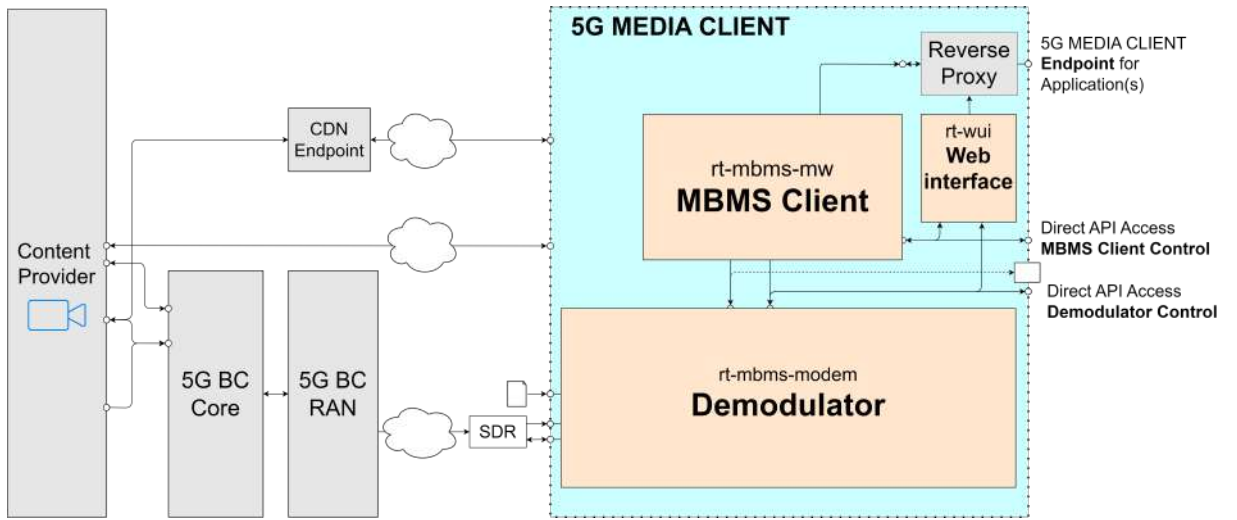 5G MEDIA CLIENT
Reverse
Proxy
5G MEDIA CLIENT
Endpoint for
Application(s)
CDN
Endpoint
rt-mbms-mw
MBMS Client
rt-wui
Web
interface
Content
Provider
Direct API Access
MBMS Client Control
Direct API Access
Demodulator Control
5G BC
Core
5G BC
RAN
SDR
rt-mbms-modem
Demodulator